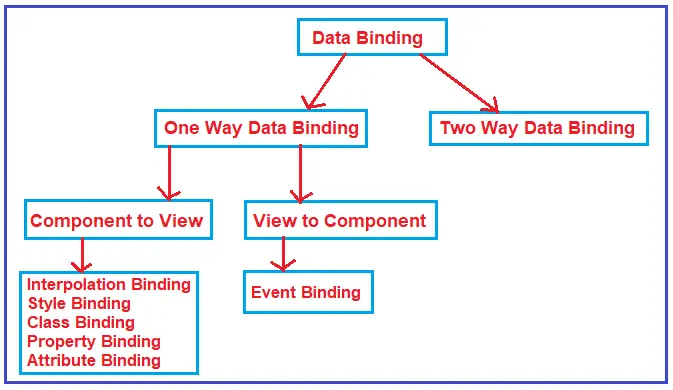 Data Binding
One Way Data Binding
Two Way Data Binding
Component to View
View to Component
Interpolation Binding
Style Binding
Class Binding
Property Binding
Attribute Binding
Event Binding